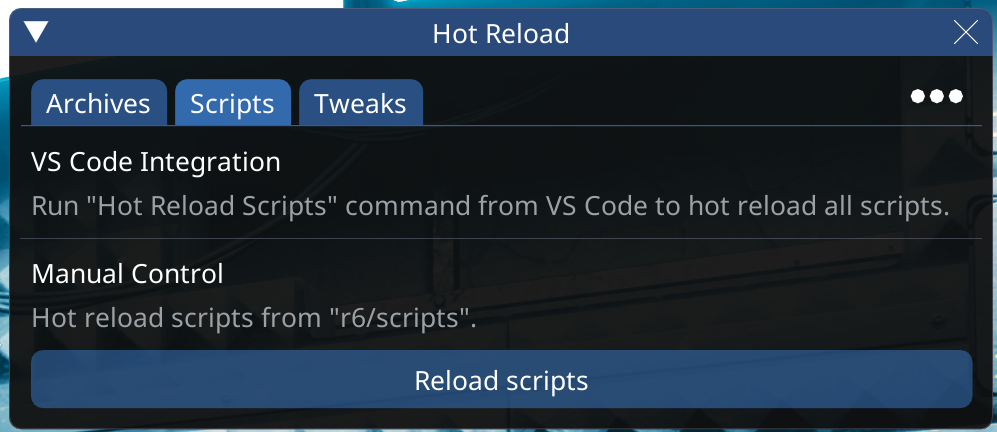 Hot Reload
Archives Scripts Tweaks
VS Code Integration
Run "Hot Reload Scripts" command from VS Code to hot reload all scripts.
Manual Control
Hot reload scripts from "r6/scripts".
Reload scripts